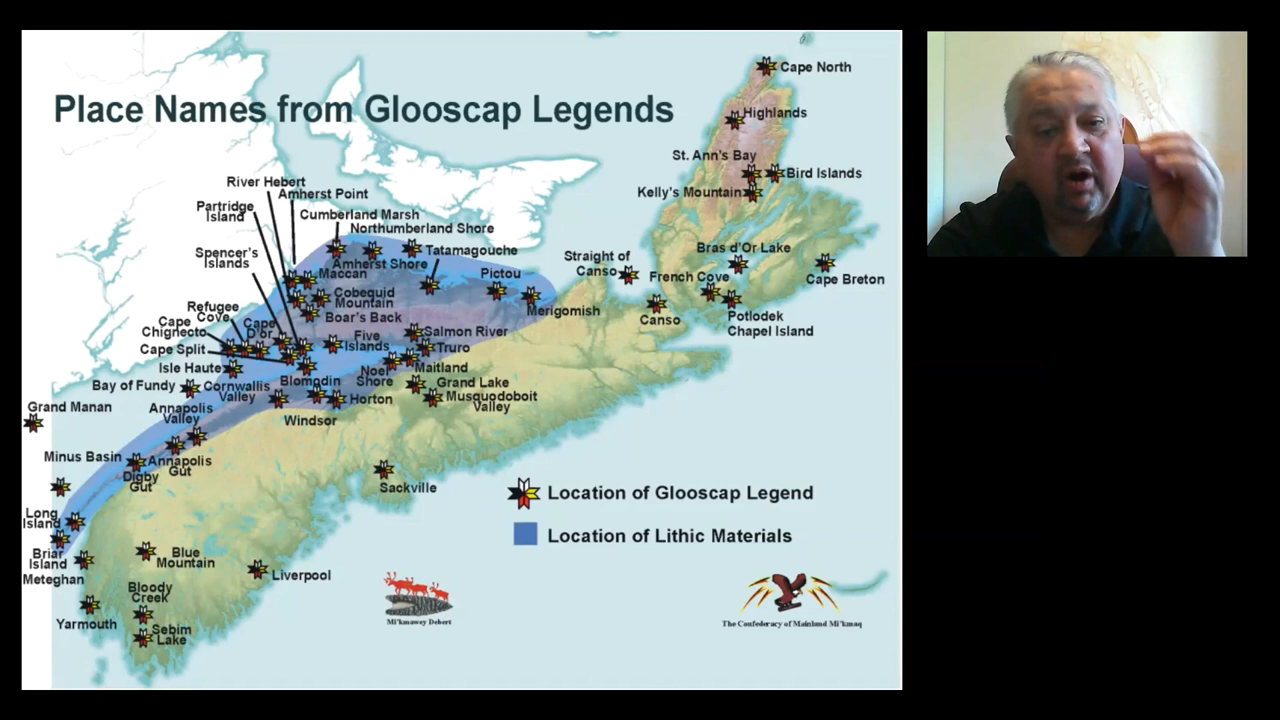 Place Names from Glooscap Legends
Cape North
Highlands
St. Ann's Bay
Bird Islands
Kelly's Mountain
River Hebert
Amherst Point
Partridge
Island
Cumberland Marsh
Northumberland Shore
Spencer's
Islands
Amherst Shore
Tatamagouche
Maccan
Pictou
Straight of
Canso
Bras d'Or Lake
French Cove
Cape Breton
Cobequid
Mountain
Boar's Back
Merigomish
Canso
Potlodek
Chapel Island
Refugee
Cove
Cape
Chignecto
Cape
D'or
Five
Islands
Salmon River
Cape Split
Truro
Isle Haute
Noel
Shore
Maitland
Bay of Fundy
Cornwallis
Valley
Blomodin
Grand Lake
Horton
Musquodoboit
Valley
Grand Manan
Annapolis
Valley
Windsor
Minus Basin
Annapolis
Gut
Digby
Gut
Sackville
Location of Glooscap Legend
Long
Island
Location of Lithic Materials
Briar
Island
Meteghan
Blue
Mountain
Liverpool
Bloody
Creek
Yarmouth
Sebim
Lake
Mi'kmawey Debert
The Confederacy of Mainland Mi'kmaq